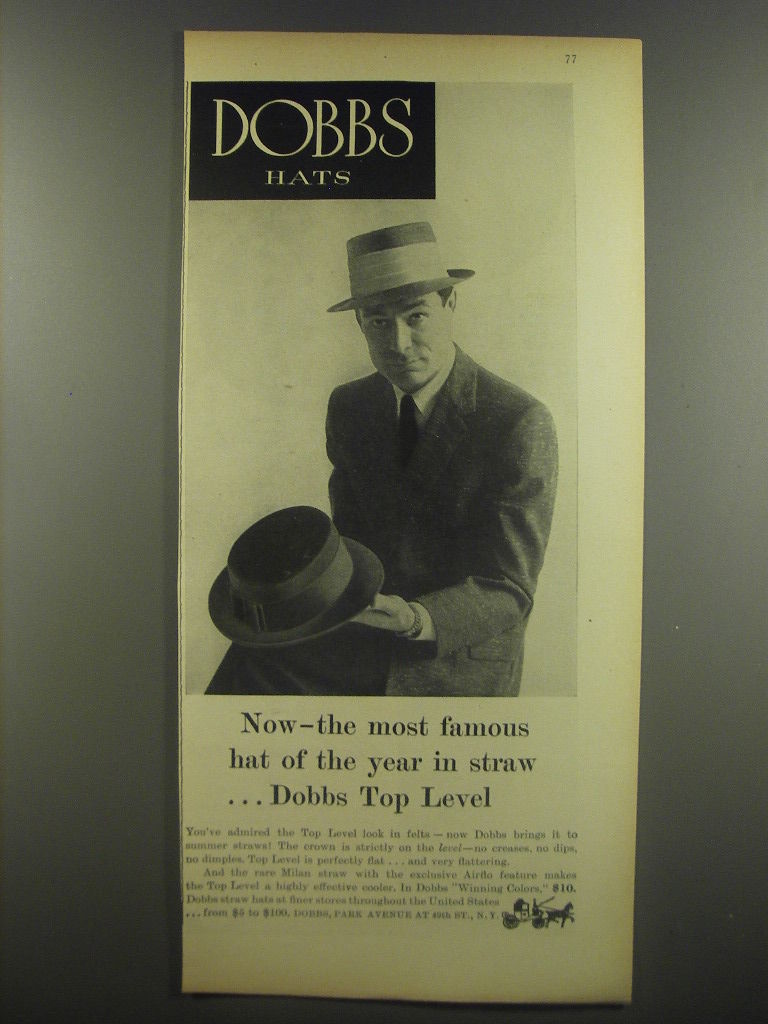 77
DOBBS
HATS
Now–the most famous
hat of the year in straw
...Dobbs Top Level
You've admired the Top Level look in felts — now Dobbs brings it to
summer straws! The crown is strictly on the level—no creases, no dips,
no dimples. Top Level is perfectly flat ... and very flattering.
And the rare Milan straw with the exclusive Airflo feature makes
the Top Level a highly effective cooler. In Dobbs "Winning Colors," $10.
Dobbs straw hats at finer stores throughout the United States
...from $5 to $100. DOBBS, PARK AVENUE AT 49th ST., N.Y.